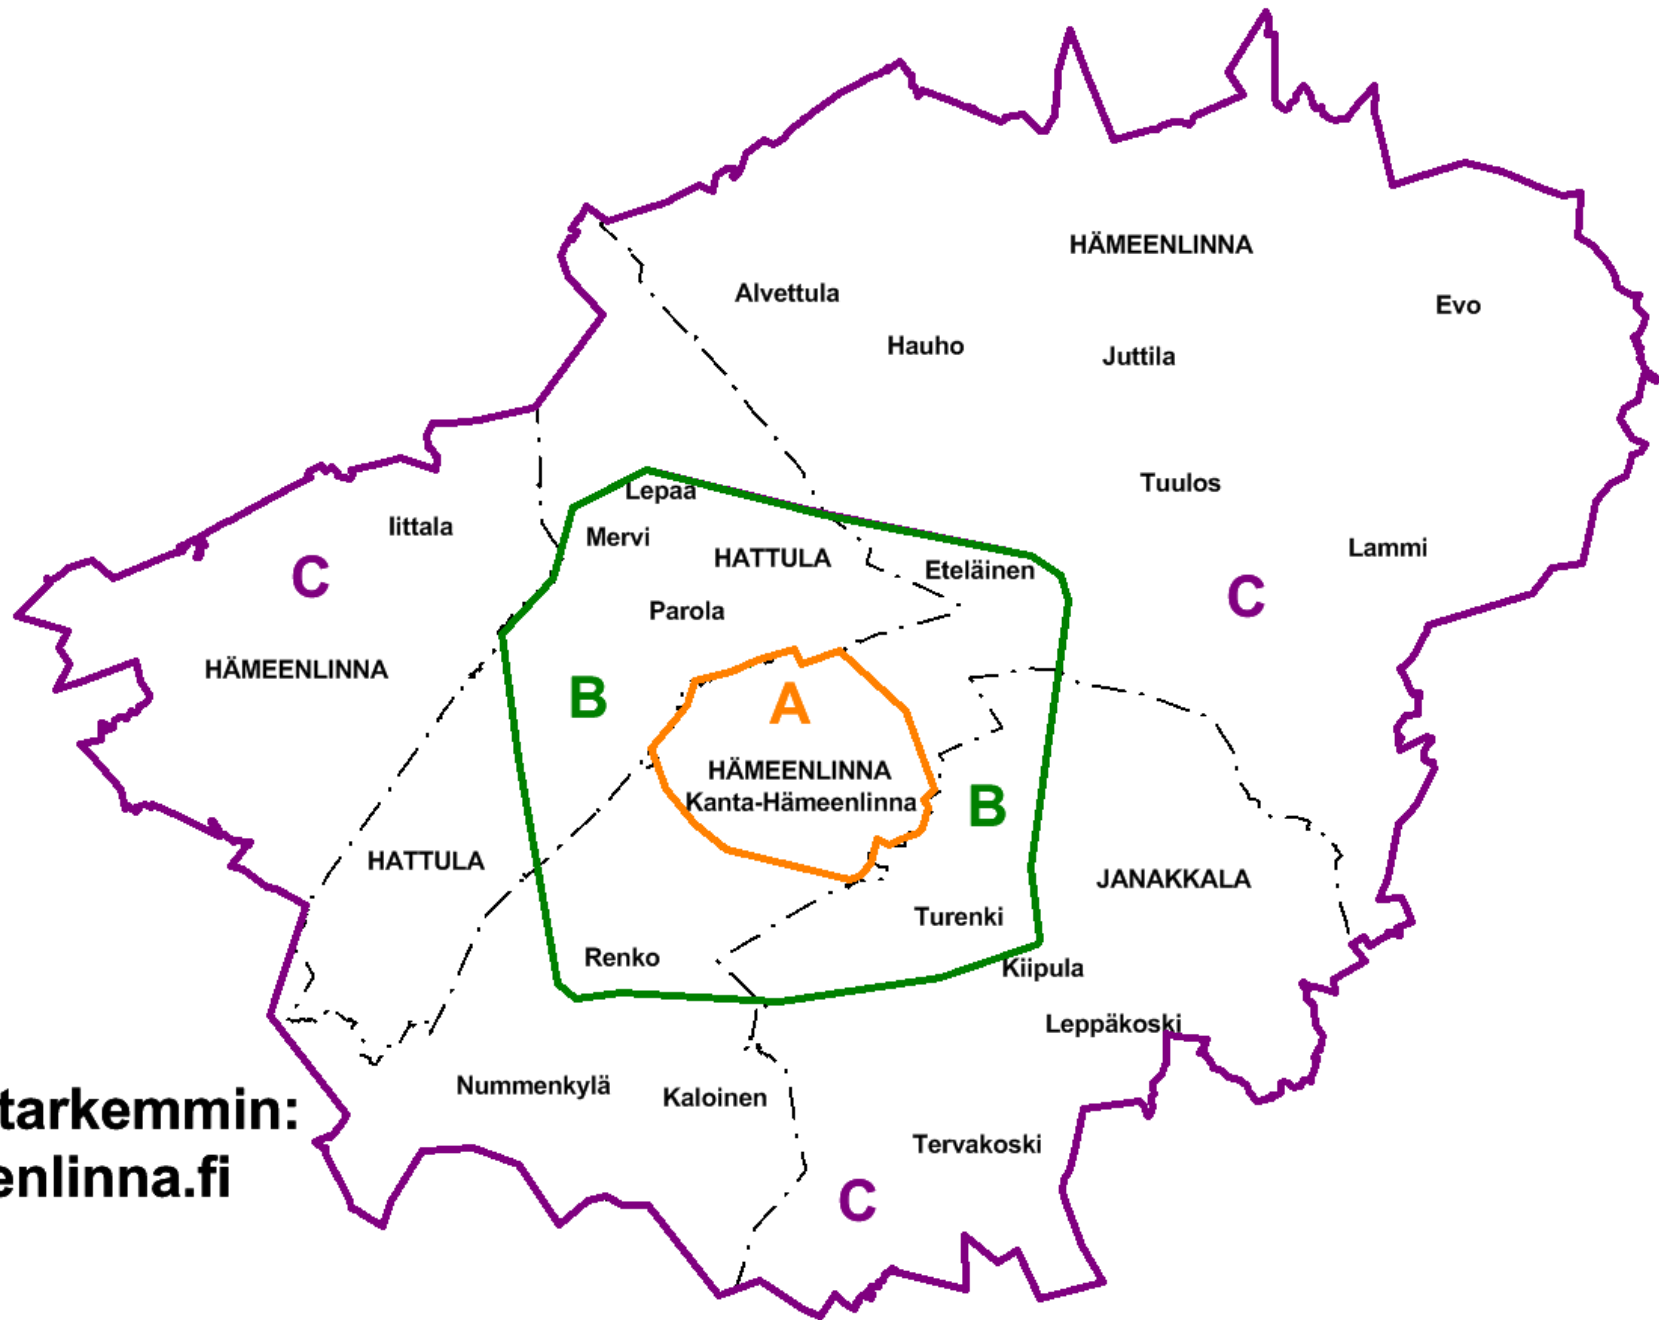 HÄMEENLINNA
Alvettula
Evo
Hauho
Juttila
Tuulos
Lepaa
Iittala
Mervi
Lammi
HATTULA
Eteläinen
C
C
Parola
HÄMEENLINNA
B
A
HÄMEENLINNA
Kanta-Hämeenlinna
B
HATTULA
JANAKKALA
Turenki
Renko
Kiipula
Leppäkoski
Nummenkylä
Kaloinen
tarkemmin:
Tervakoski
enlinna.fi
C